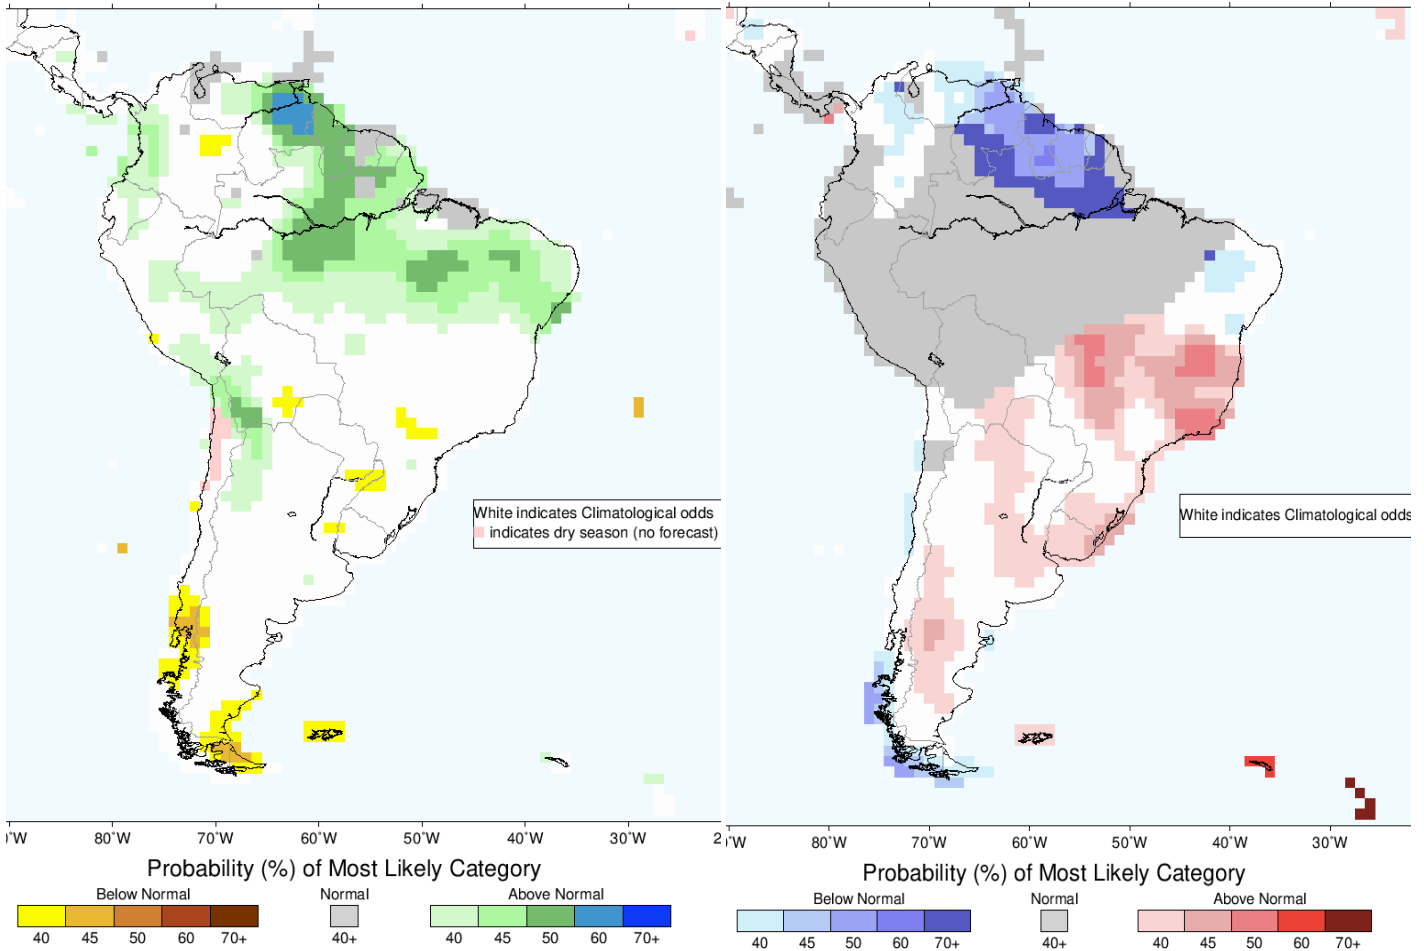 White indicates Climatological odds
indicates dry season (no forecast)
0°W 80°W 70°W 60°W 50°W 40°W 30°W 2
Probability (%) of Most Likely Category
Below Normal Normal Above Normal
40 45 50 60 70+ 40+ 40 45 50 60 70+
White indicates Climatological odds
°W 80°W 70°W 60°W 50°W 40°W 30°W
Probability (%) of Most Likely Category
Below Normal Normal Above Normal
40 45 50 60 70+ 40+ 40 45 50 60 70+